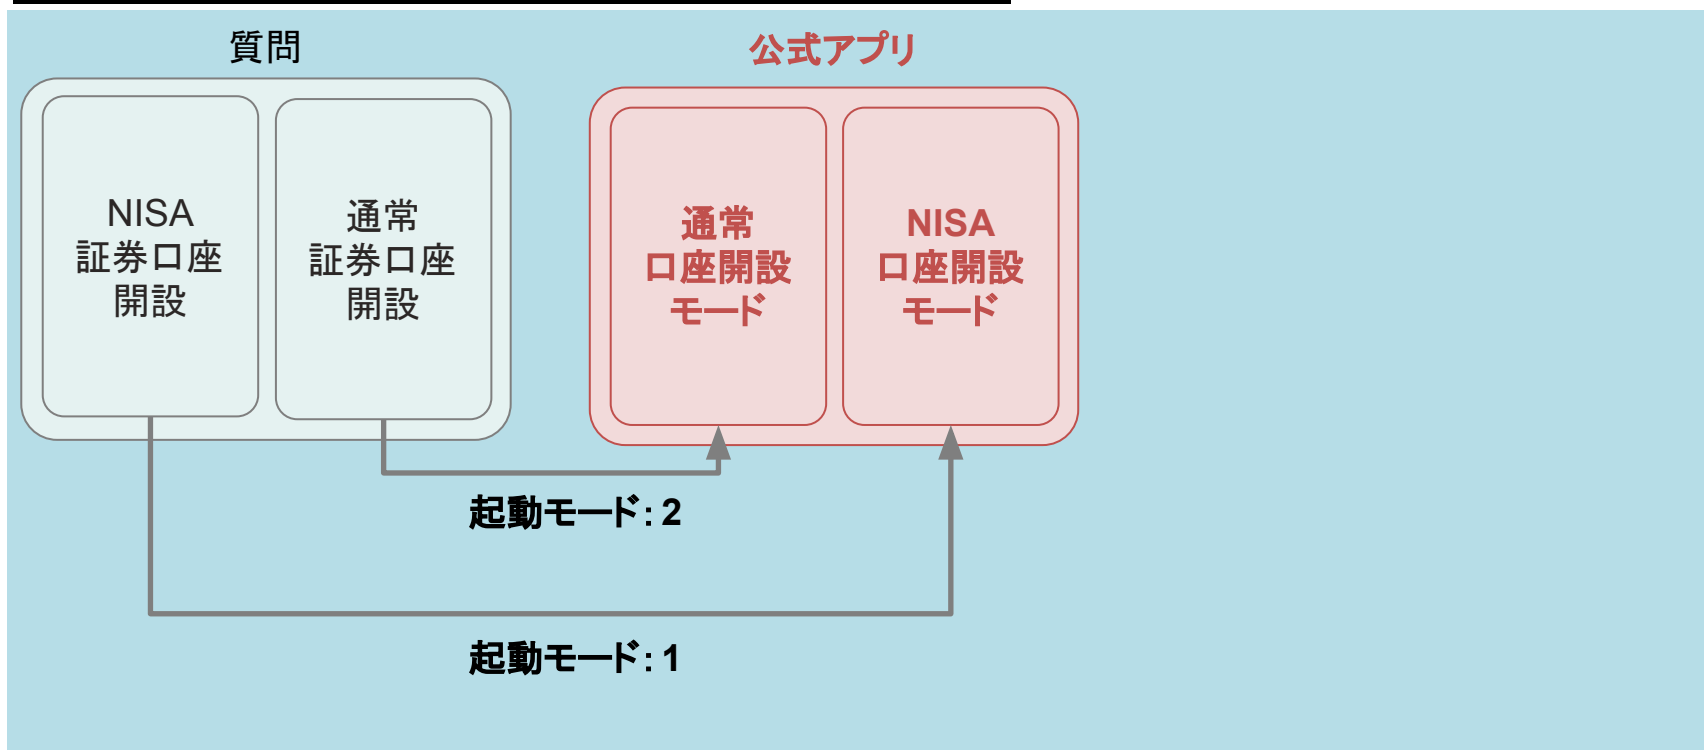 質問
公式アプリ
NISA
証券口座
開設
通常
証券口座
開設
通常
口座開設
モード
NISA
口座開設
モード
起動モード：2
起動モード：1